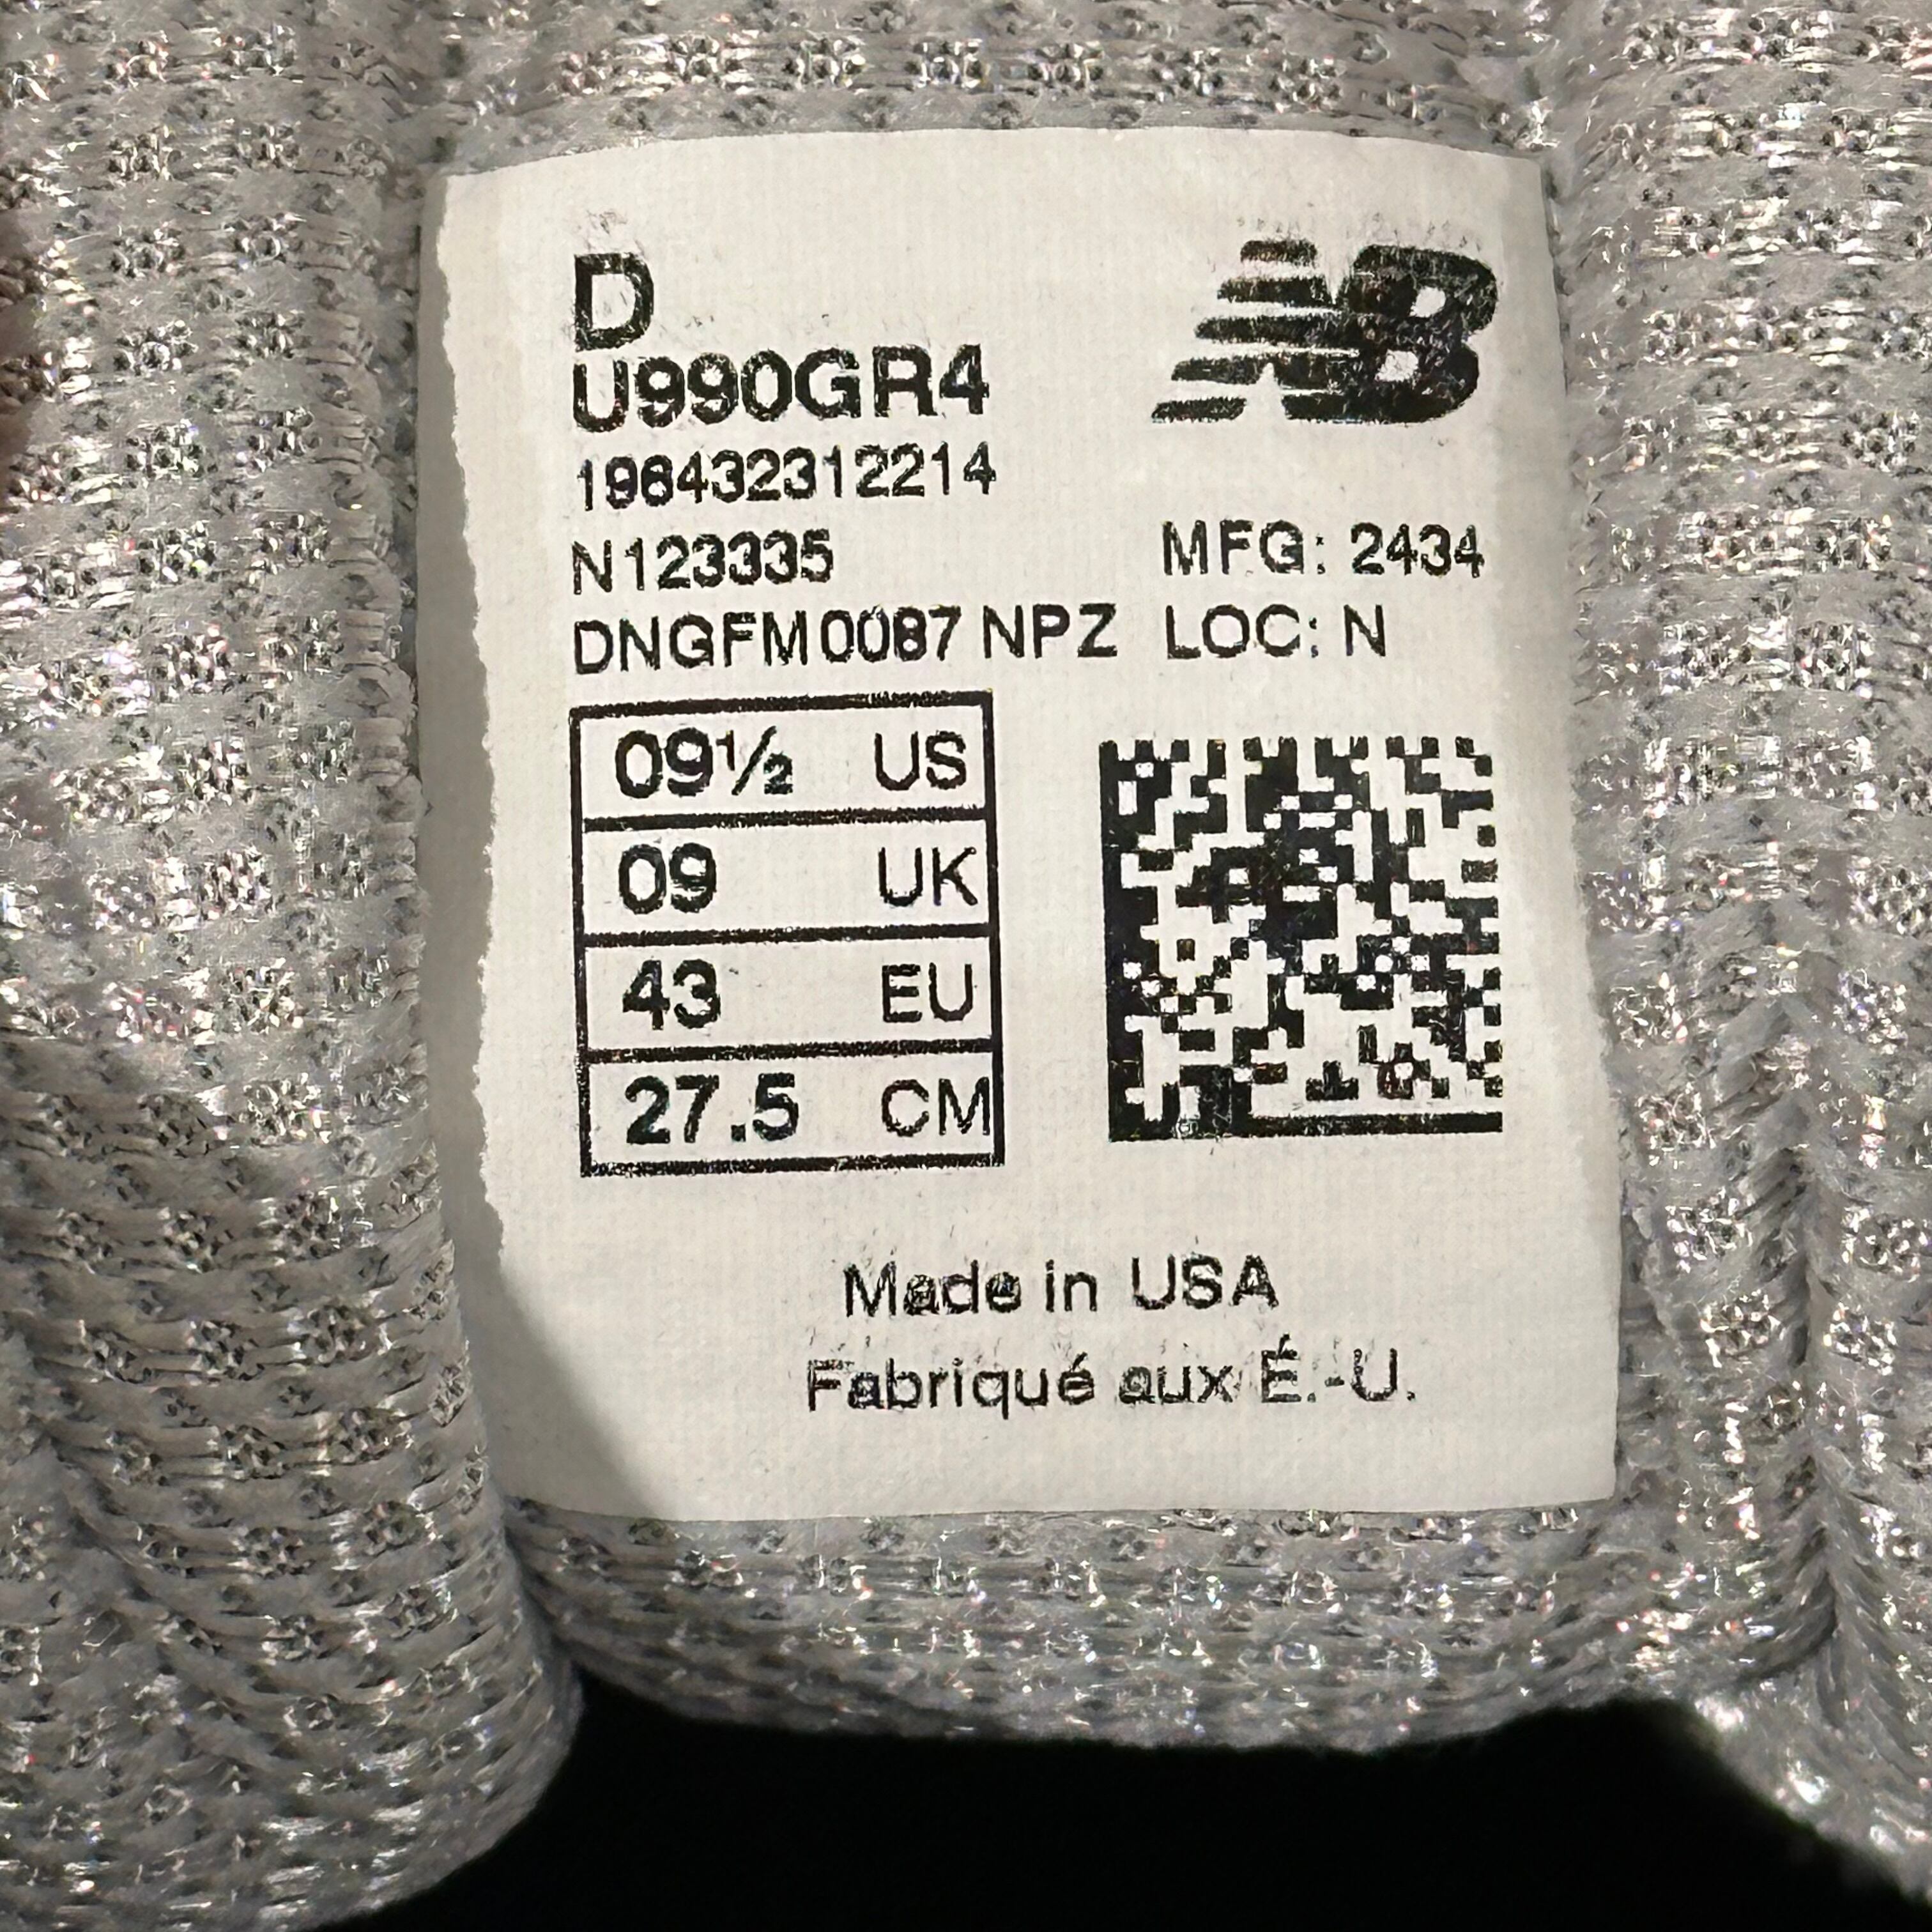 D
NB
U990GR4
196432312214
N123335 MFG: 2434
DNGFM0087 NPZ LOC: N
09½ US
09 UK
43 EU
27.5 CM
Made in USA
Fabriqué aux É.-U.